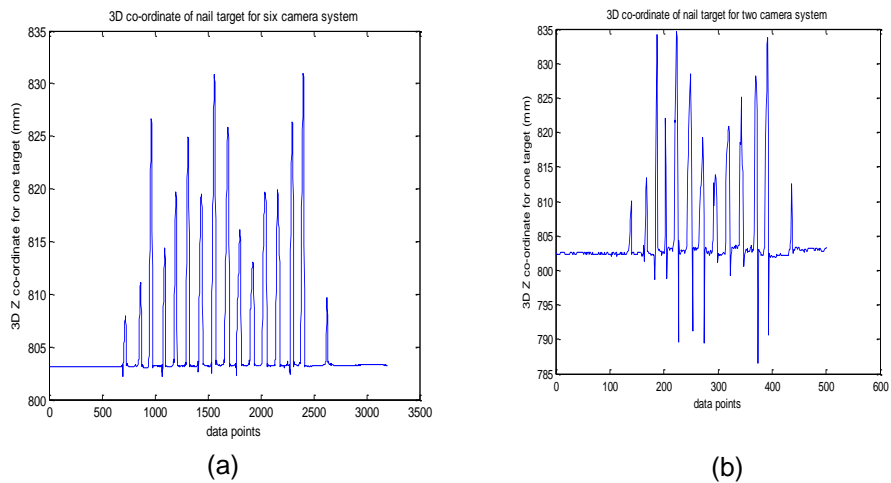 3D co-ordinate of nail target for six camera system
3D Z co-ordinate for one target (mm)
835
830
825
820
815
810
805
800
0 500 1000 1500 2000 2500 3000 3500
data points
(a)
3D co-ordinate of nail target for two camera system
3D Z co-ordinate for one target (mm)
835
830
825
820
815
810
805
800
795
790
785
0 100 200 300 400 500 600
data points
(b)